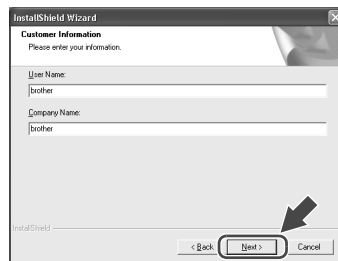 InstallShield Wizard
Customer Information
Please enter your information.
User Name:
brother
Company Name:
brother
InstallShield
< Back Next > Cancel